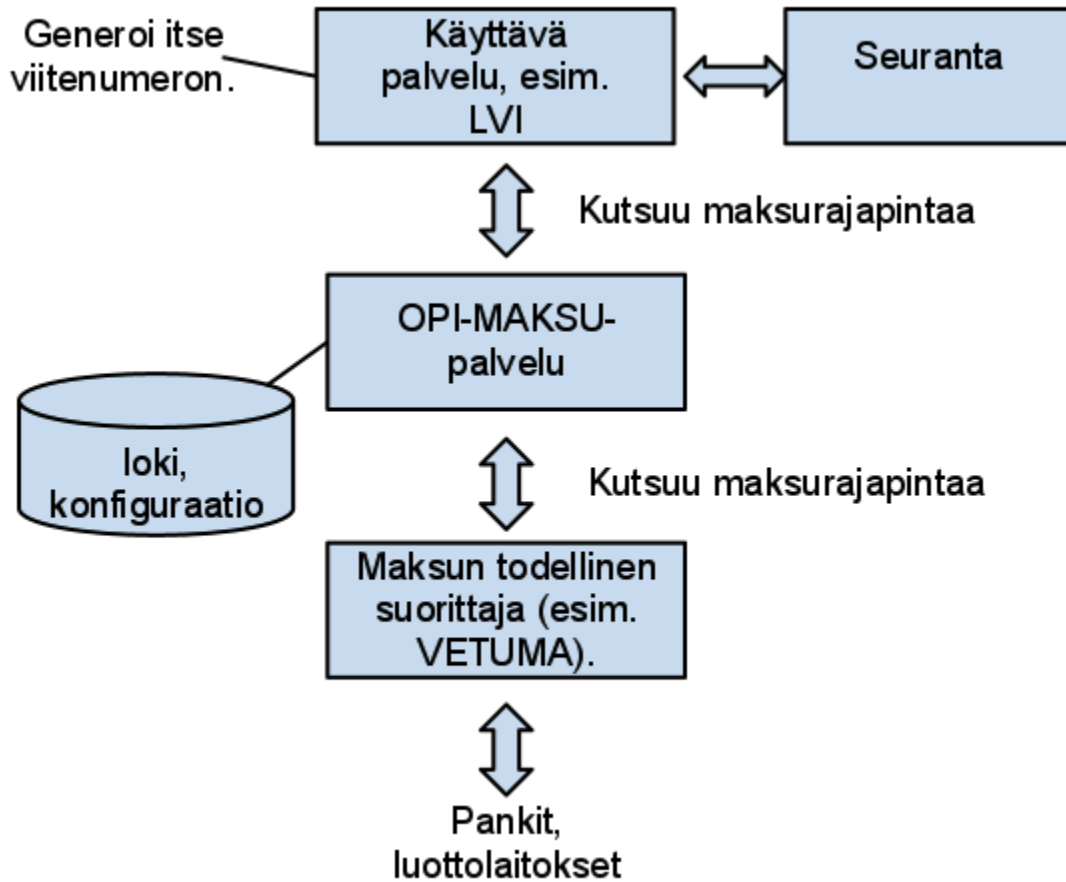 Generoi itse
viitenumeron.
Käyttävä
palvelu, esim.
LVI
Seuranta
Kutsuu maksurajapintaa
OPI-MAKSU-
palvelu
loki,
konfiguraatio
Kutsuu maksurajapintaa
Maksun todellinen
suorittaja (esim.
VETUMA).
Pankit,
luottolaitokset